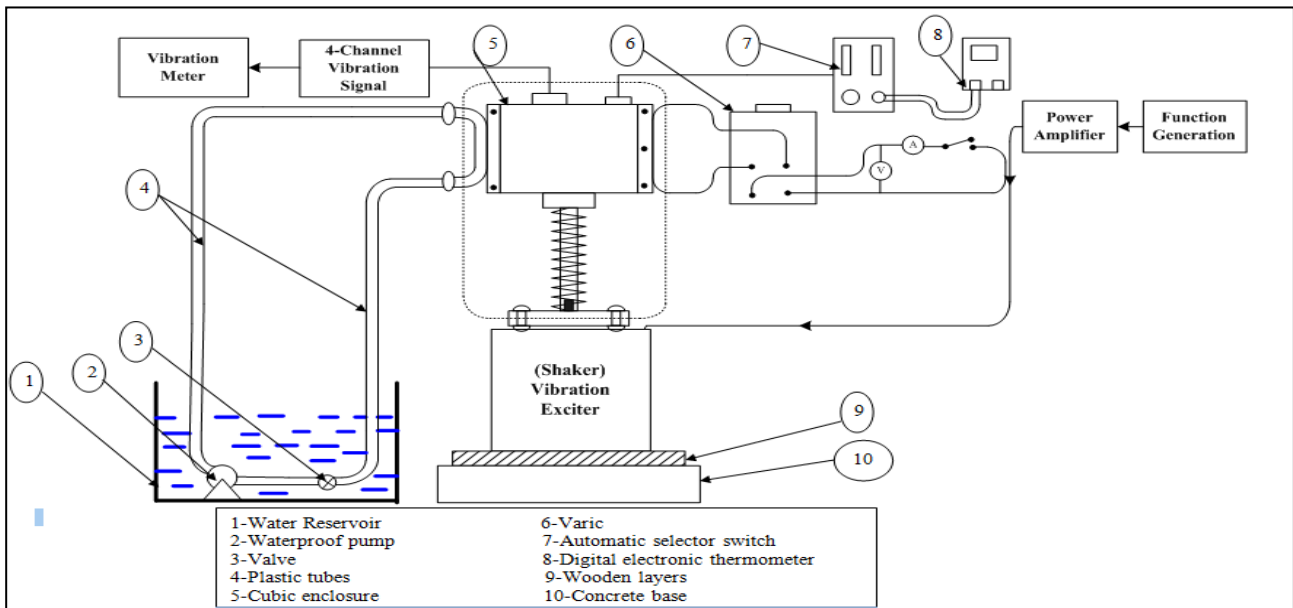 Vibration
Meter
4-Channel
Vibration
Signal
5
6
7
8
Power
Amplifier
Function
Generation
A
V
4
3
2
1
(Shaker)
Vibration
Exciter
9
10
1-Water Reservoir
2-Waterproof pump
3-Valve
4-Plastic tubes
5-Cubic enclosure
6-Varic
7-Automatic selector switch
8-Digital electronic thermometer
9-Wooden layers
10-Concrete base